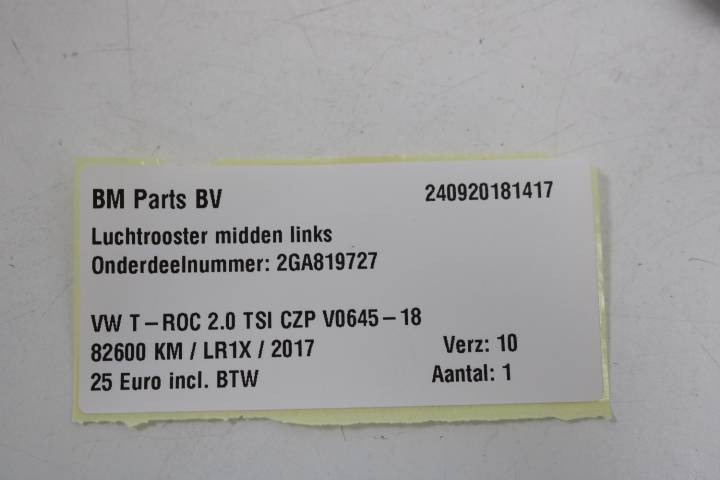 BM Parts BV 240920181417
Luchtrooster midden links
Onderdeelnummer: 2GA819727
VW T-ROC 2.0 TSI CZP V0645-18
82600 KM / LR1X / 2017 Verz: 10
25 Euro incl. BTW Aantal: 1